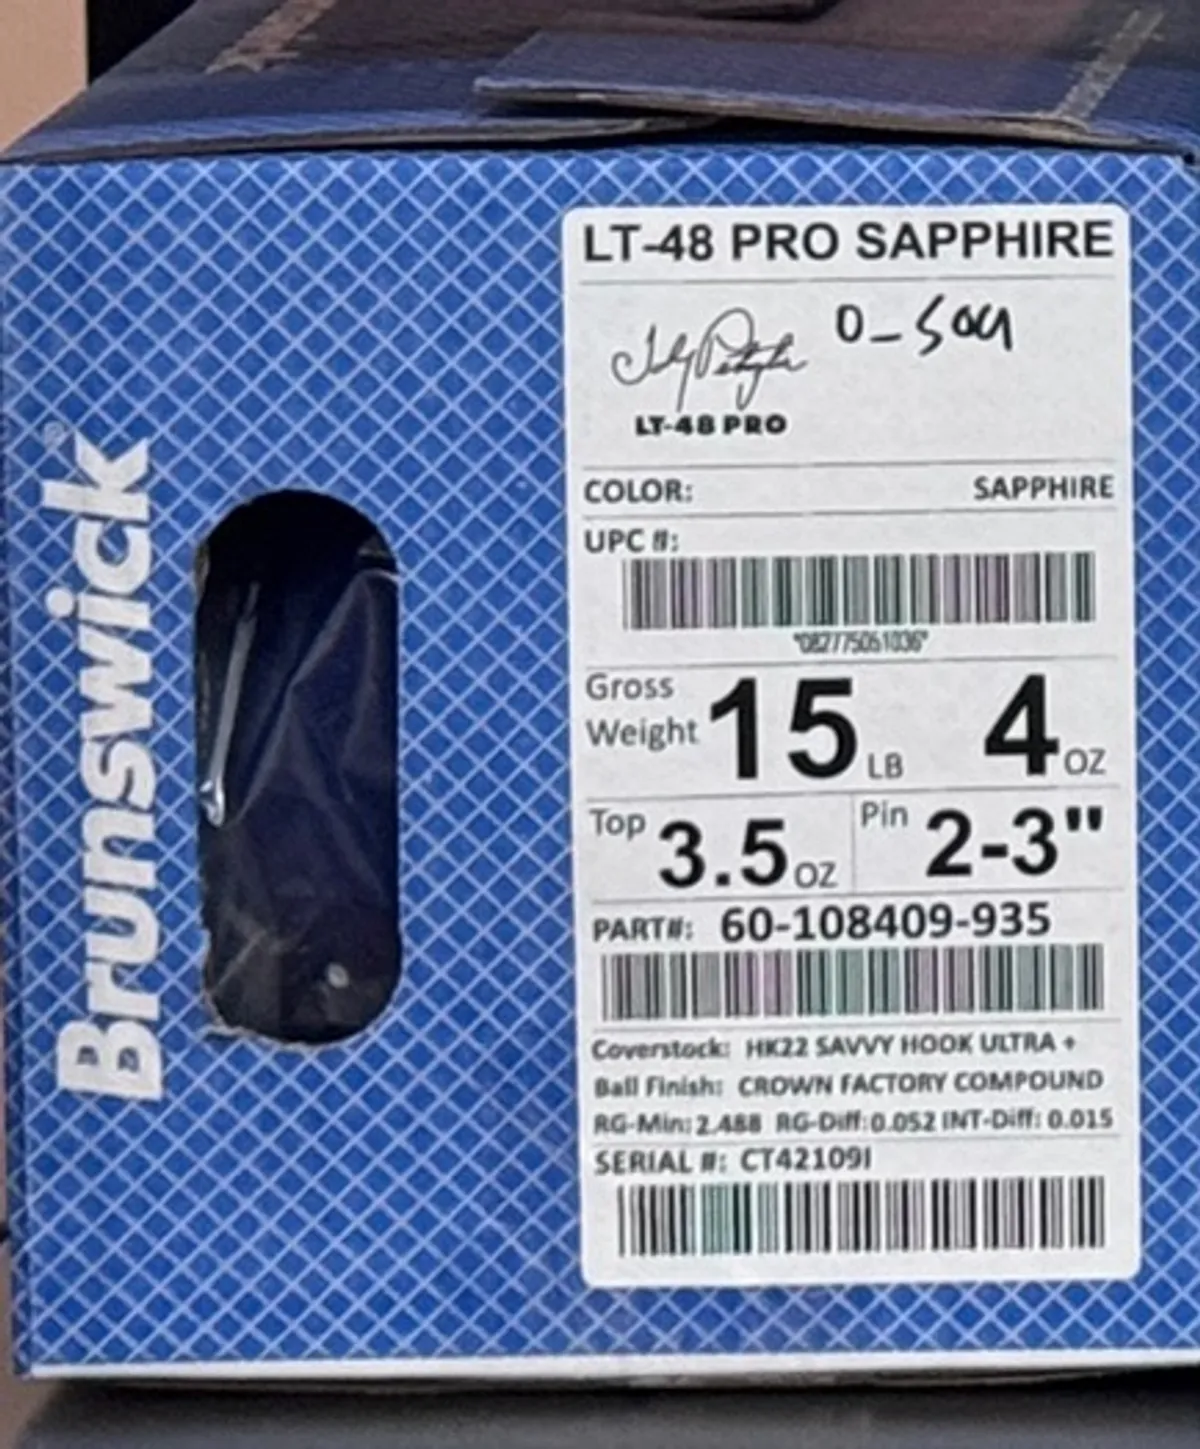 Brunswick
LT-48 PRO SAPPHIRE
LT-48 PRO
COLOR: SAPPHIRE
UPC #:
*082775051036*
Gross Weight 15 LB 4 OZ
Top 3.5 OZ Pin 2-3"
PART#: 60-108409-935
Coverstock: HK22 SAVVY HOOK ULTRA +
Ball Finish: CROWN FACTORY COMPOUND
RG-Min: 2.488 RG-Diff: 0.052 INT-Diff: 0.015
SERIAL #: CT42109I